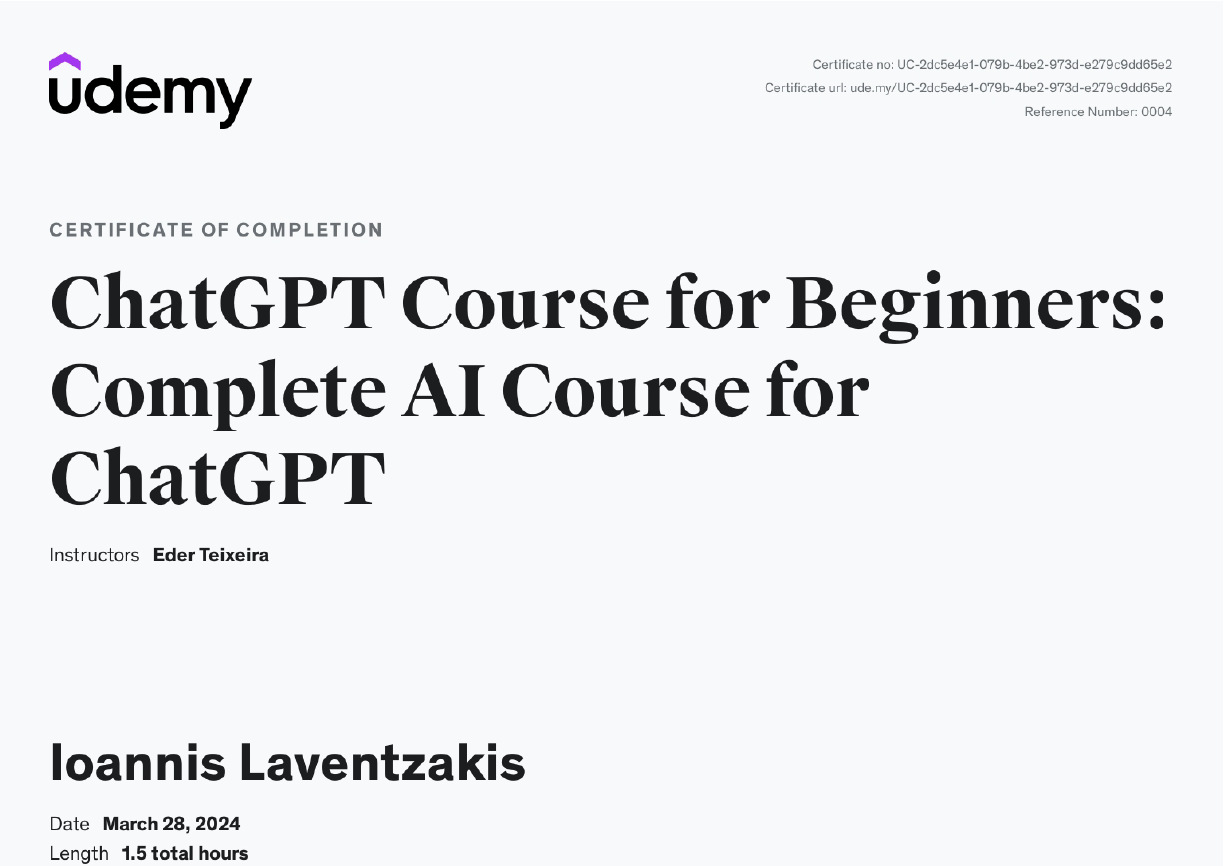 udemy
Certificate no: UC-2dc5e4e1-079b-4be2-973d-e279c9dd65e2
Certificate url: ude.my/UC-2dc5e4e1-079b-4be2-973d-e279c9dd65e2
Reference Number: 0004
CERTIFICATE OF COMPLETION
ChatGPT Course for Beginners:
Complete AI Course for
ChatGPT
Instructors Eder Teixeira
Ioannis Laventzakis
Date March 28, 2024
Length 1.5 total hours